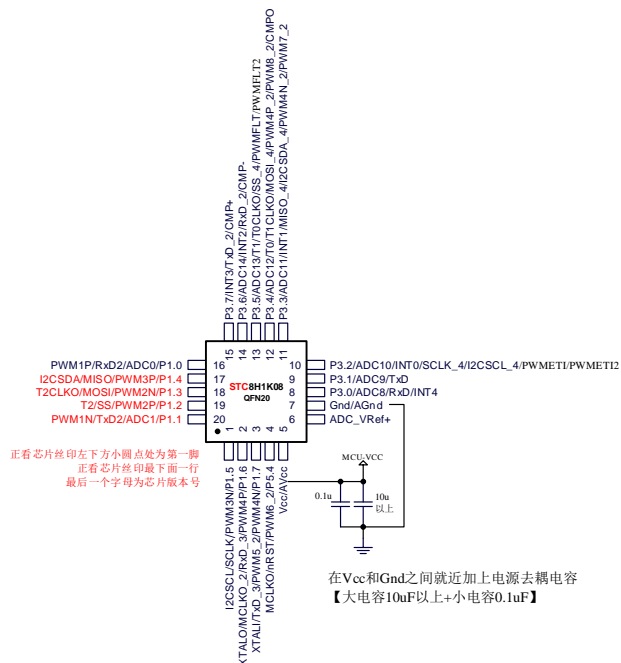 P3.7/INT3/TxD_2/CMP+
P3.6/ADC14/INT2/RxD_2/CMP-
P3.5/ADC13/T1/T0CLKO/SS_4/PWMFLT/PWMFLT2
P3.4/ADC12/T0/T1CLKO/MOSI_4/PWM4P_2/PWM8_2/CMPO
P3.3/ADC11/INT1/MISO_4/I2CSDA_4/PWM4N_2/PWM7_2
15 14 13 12 11
PWM1P/RxD2/ADC0/P1.0 16
I2CSDA/MISO/PWM3P/P1.4 17
T2CLKO/MOSI/PWM2N/P1.3 18
T2/SS/PWM2P/P1.2 19
PWM1N/TxD2/ADC1/P1.1 20
STC8H1K08
QFN20
10 P3.2/ADC10/INT0/SCLK_4/I2CSCL_4/PWMETI/PWMETI2
9 P3.1/ADC9/TxD
8 P3.0/ADC8/RxD/INT4
7 Gnd/AGnd
6 ADC_VRef+
1 2 3 4 5
I2CSCL/SCLK/PWM3N/P1.5
XTALO/MCLKO_2/RxD_3/PWM4P/P1.6
XTALI/TxD_3/PWM5_2/PWM4N/P1.7
MCLKO/nRST/PWM6_2/P5.4
Vcc/AVcc
正看芯片丝印左下方小圆点处为第一脚
正看芯片丝印最下面一行
最后一个字母为芯片版本号
MCU-VCC
0.1u
10u
以上
在Vcc和Gnd之间就近加上电源去耦电容
【大电容10uF以上+小电容0.1uF】